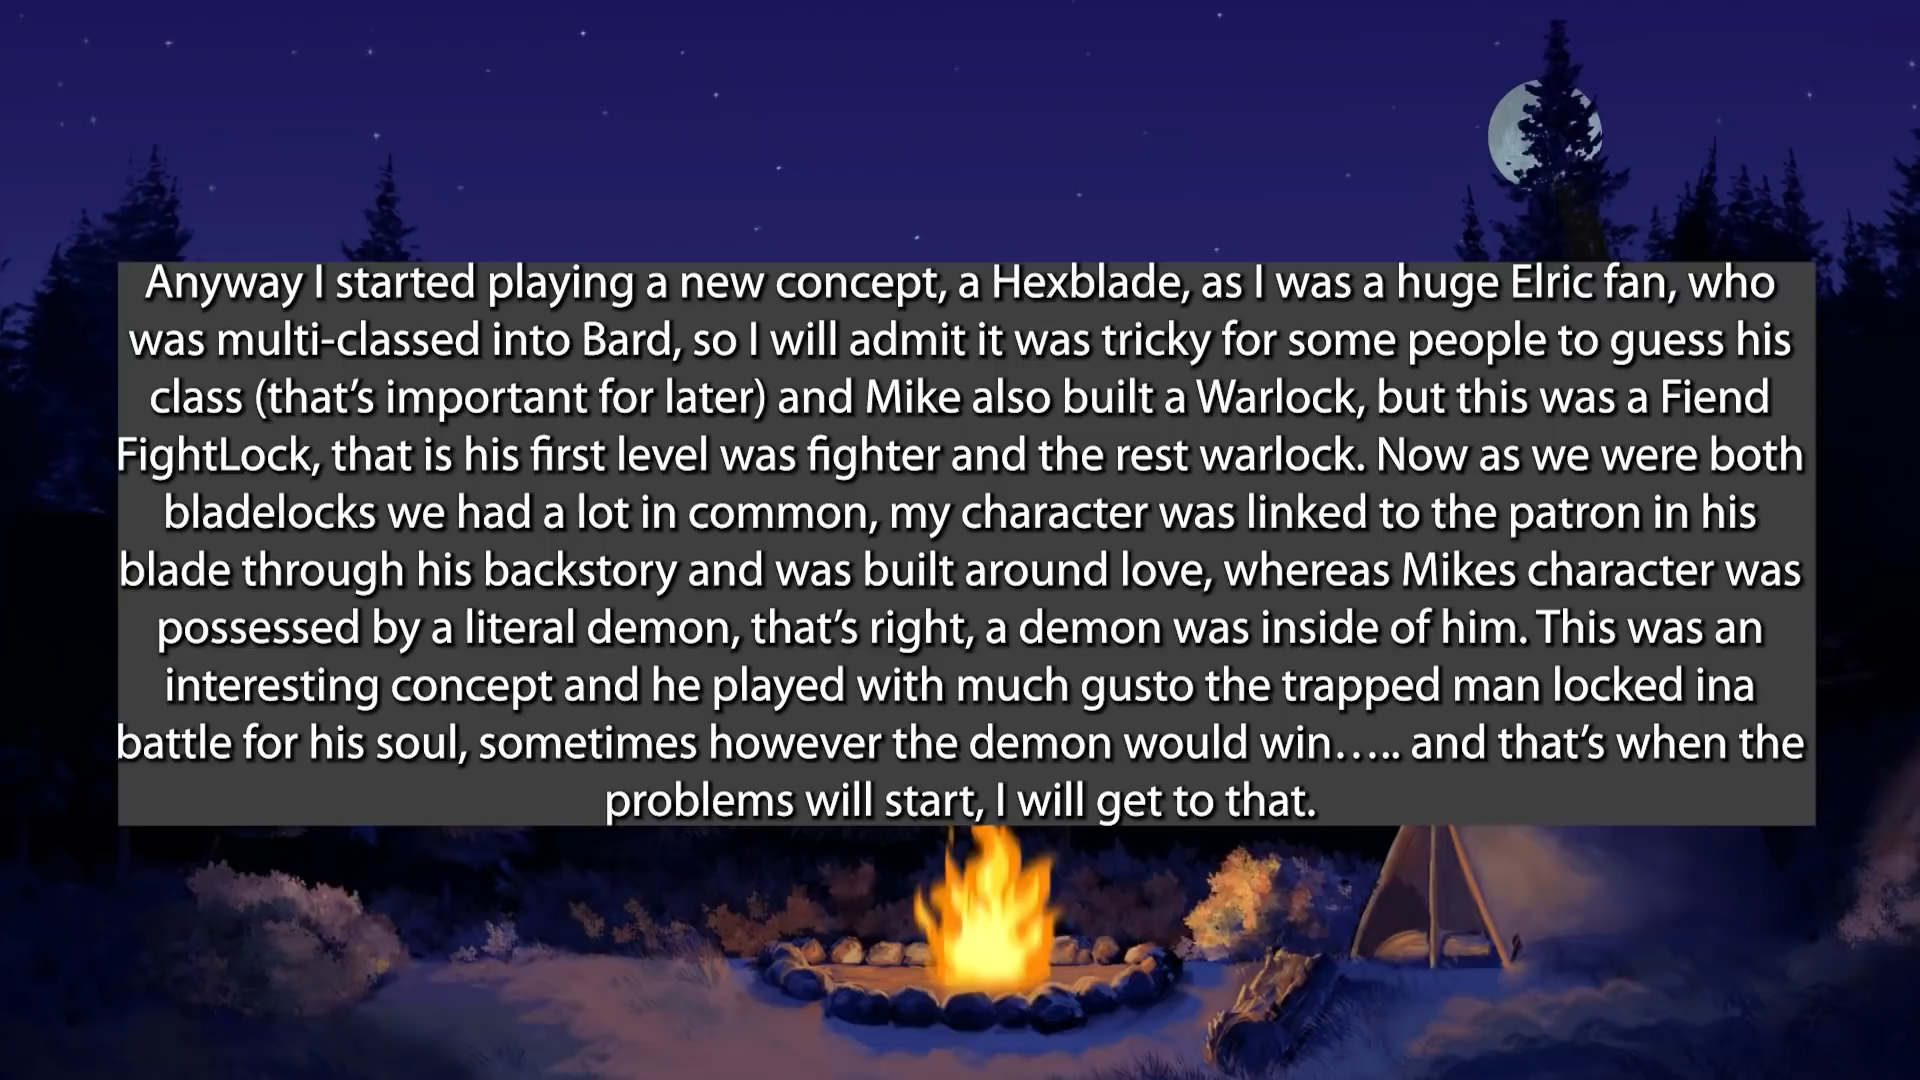 Anyway I started playing a new concept, a Hexblade, as I was a huge Elric fan, who
was multi-classed into Bard, so I will admit it was tricky for some people to guess his
class (that’s important for later) and Mike also built a Warlock, but this was a Fiend
FightLock, that is his first level was fighter and the rest warlock. Now as we were both
bladelocks we had a lot in common, my character was linked to the patron in his
blade through his backstory and was built around love, whereas Mikes character was
possessed by a literal demon, that’s right, a demon was inside of him. This was an
interesting concept and he played with much gusto the trapped man locked ina
battle for his soul, sometimes however the demon would win….. and that’s when the
problems will start, I will get to that.